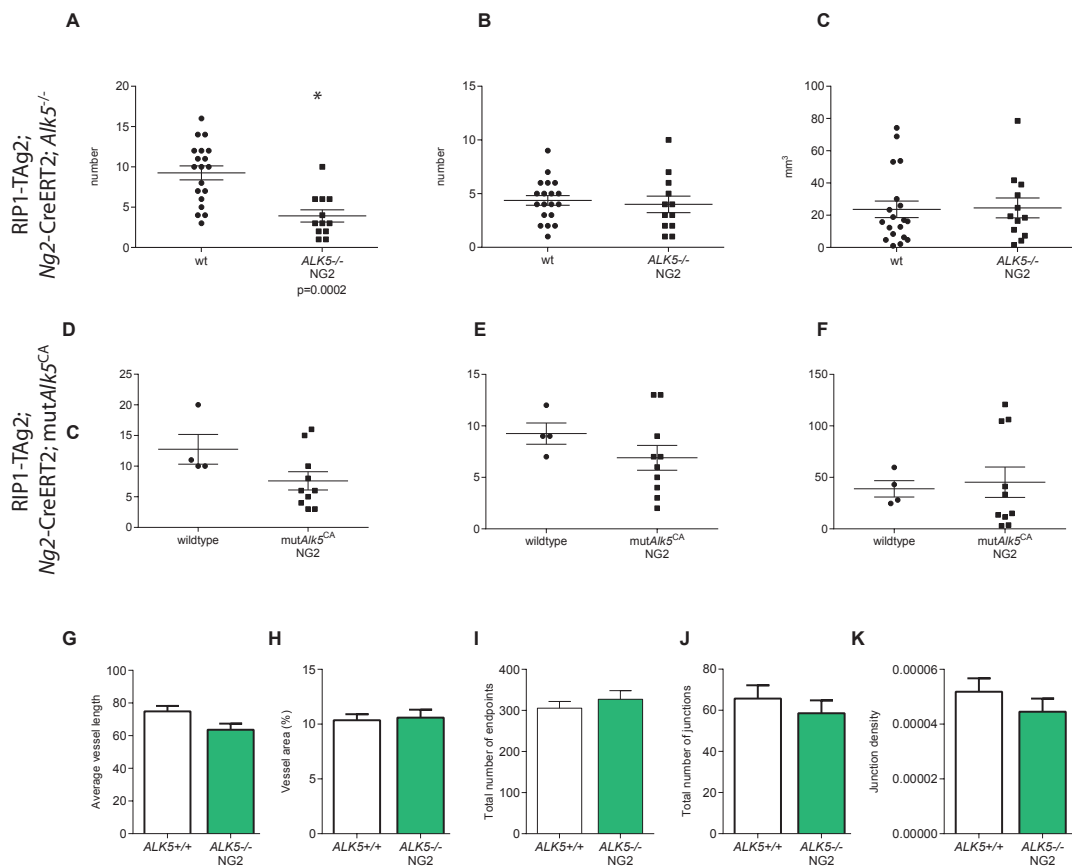 A
B
C
RIP1-TAg2;
Ng2-CreERT2; Alk5-/-
number
20
15
10
5
0
*
wt
ALK5-/-
NG2
p=0.0002
number
15
10
5
0
wt
ALK5-/-
NG2
mm3
100
80
60
40
20
0
wt
ALK5-/-
NG2
D
E
F
RIP1-TAg2;
Ng2-CreERT2; mutAlk5CA
C
25
20
15
10
5
0
wildtype
mutAlk5CA
NG2
15
10
5
0
wildtype
mutAlk5CA
NG2
150
100
50
0
wildtype
mutAlk5CA
NG2
G
H
I
J
K
Average vessel length
100
80
60
40
20
0
ALK5+/+
ALK5-/-
NG2
Vessel area (%)
15
10
5
0
ALK5+/+
ALK5-/-
NG2
Total number of endpoints
400
300
200
100
0
ALK5+/+
ALK5-/-
NG2
Total number of junctions
80
60
40
20
0
ALK5+/+
ALK5-/-
NG2
Junction density
0.00006
0.00004
0.00002
0.00000
ALK5+/+
ALK5-/-
NG2